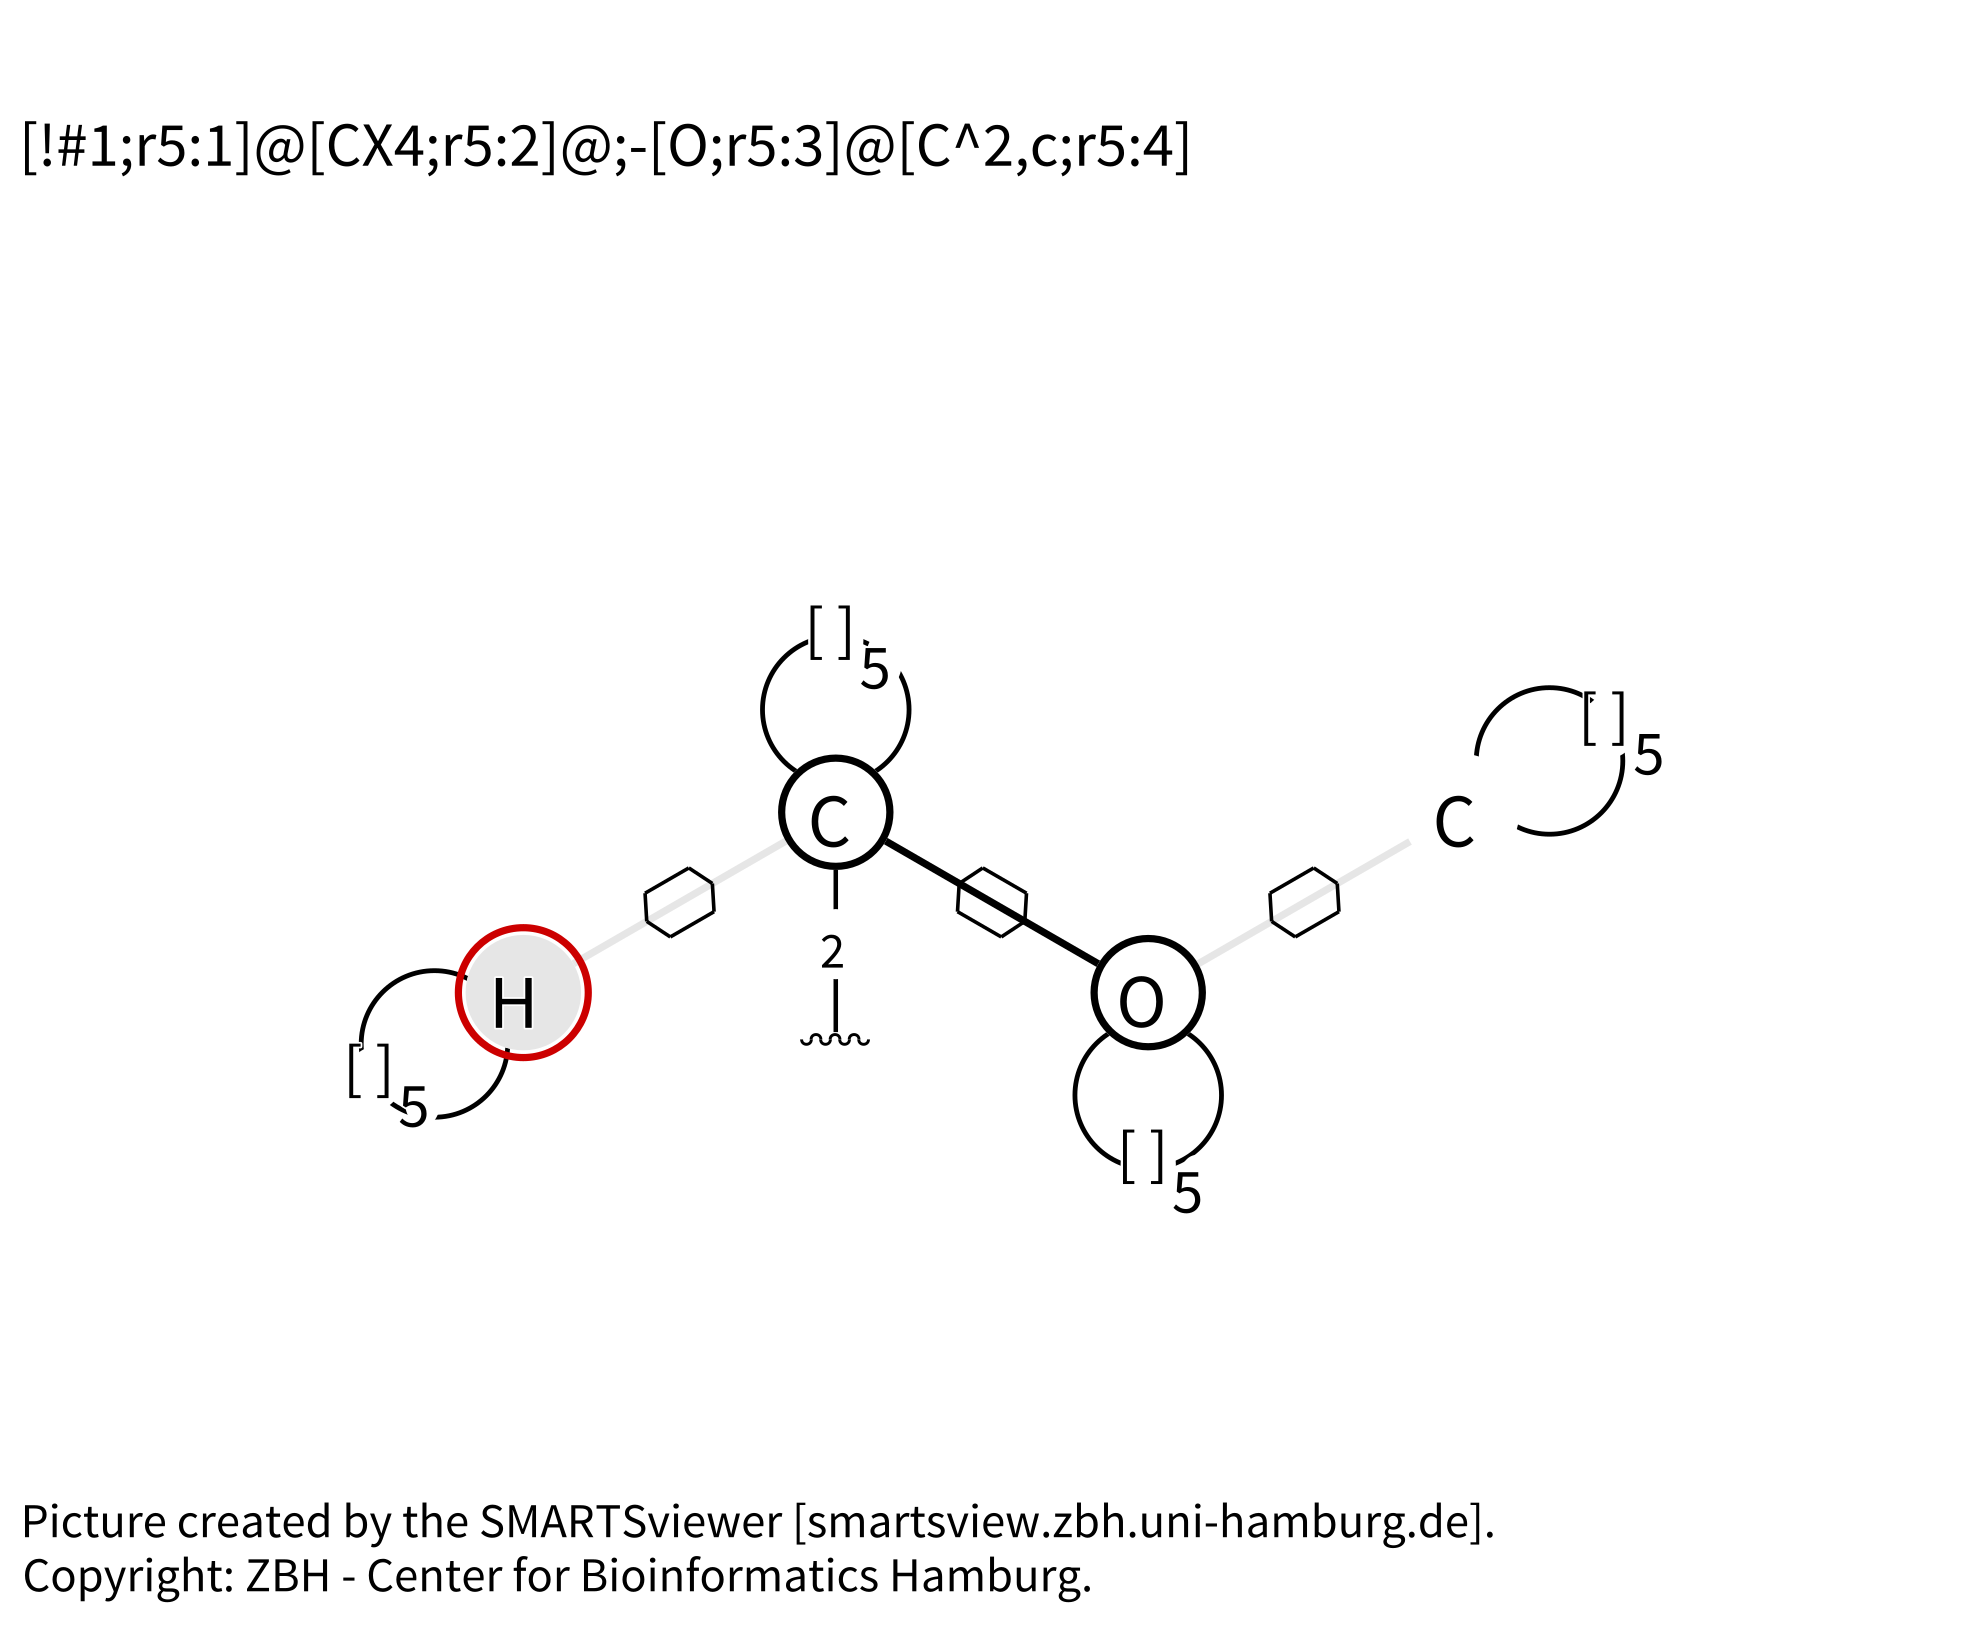 [!#1;r5:1]@[CX4;r5:2]@;-[O;r5:3]@[C^2,c;r5:4]
[ ]5
[ ]5
C
C
2
H
O
[ ]5
[ ]5
Picture created by the SMARTSviewer [smartsview.zbh.uni-hamburg.de].
Copyright: ZBH - Center for Bioinformatics Hamburg.